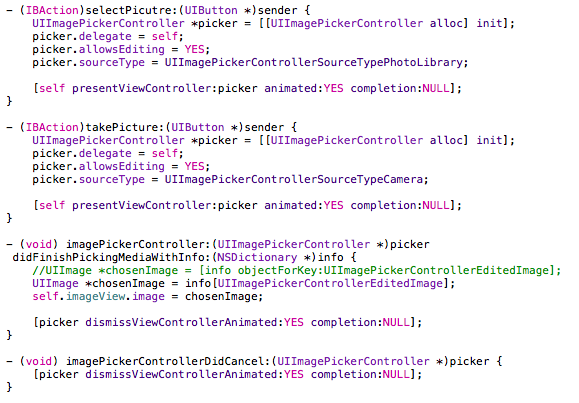 - (IBAction)selectPicutre:(UIButton *)sender {
    UIImagePickerController *picker = [[UIImagePickerController alloc] init];
    picker.delegate = self;
    picker.allowsEditing = YES;
    picker.sourceType = UIImagePickerControllerSourceTypePhotoLibrary;

    [self presentViewController:picker animated:YES completion:NULL];
}

- (IBAction)takePicture:(UIButton *)sender {
    UIImagePickerController *picker = [[UIImagePickerController alloc] init];
    picker.delegate = self;
    picker.allowsEditing = YES;
    picker.sourceType = UIImagePickerControllerSourceTypeCamera;

    [self presentViewController:picker animated:YES completion:NULL];
}

- (void) imagePickerController:(UIImagePickerController *)picker
 didFinishPickingMediaWithInfo:(NSDictionary *)info {
    //UIImage *chosenImage = [info objectForKey:UIImagePickerControllerEditedImage];
    UIImage *chosenImage = info[UIImagePickerControllerEditedImage];
    self.imageView.image = chosenImage;

    [picker dismissViewControllerAnimated:YES completion:NULL];
}

- (void) imagePickerControllerDidCancel:(UIImagePickerController *)picker {
    [picker dismissViewControllerAnimated:YES completion:NULL];
}